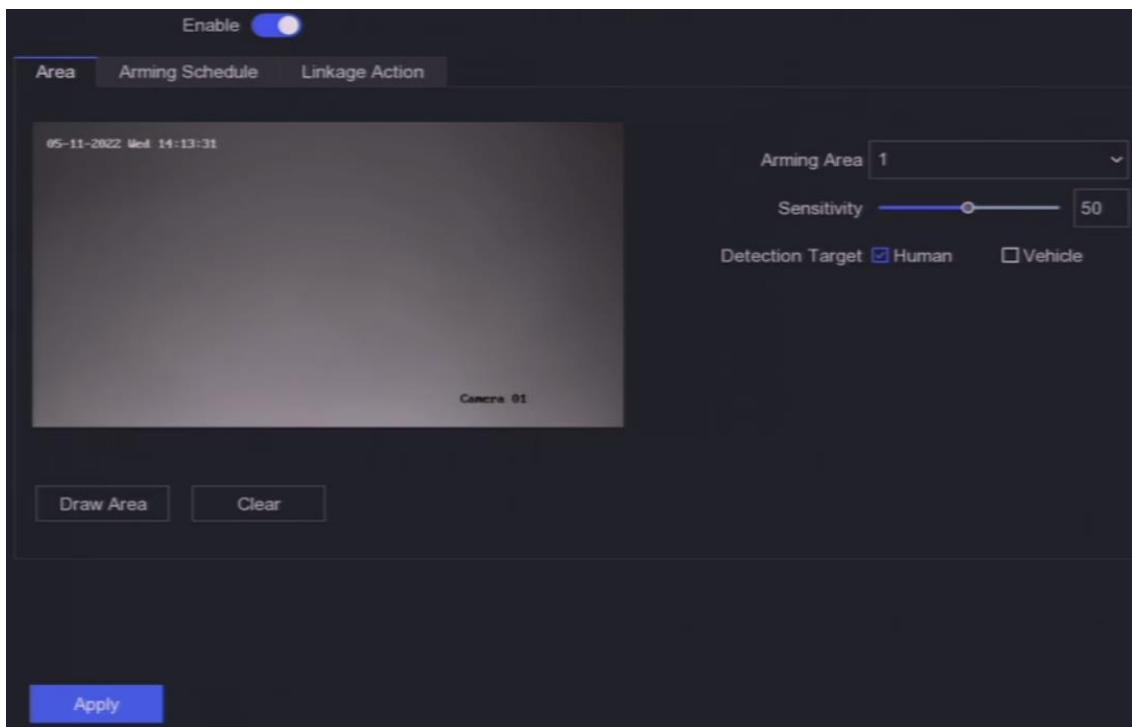 Enable
Area Arming Schedule Linkage Action
05-11-2022 Wed 14:13:31
Arming Area 1
Sensitivity 50
Detection Target Human Vehicle
Camera 01
Draw Area Clear
Apply